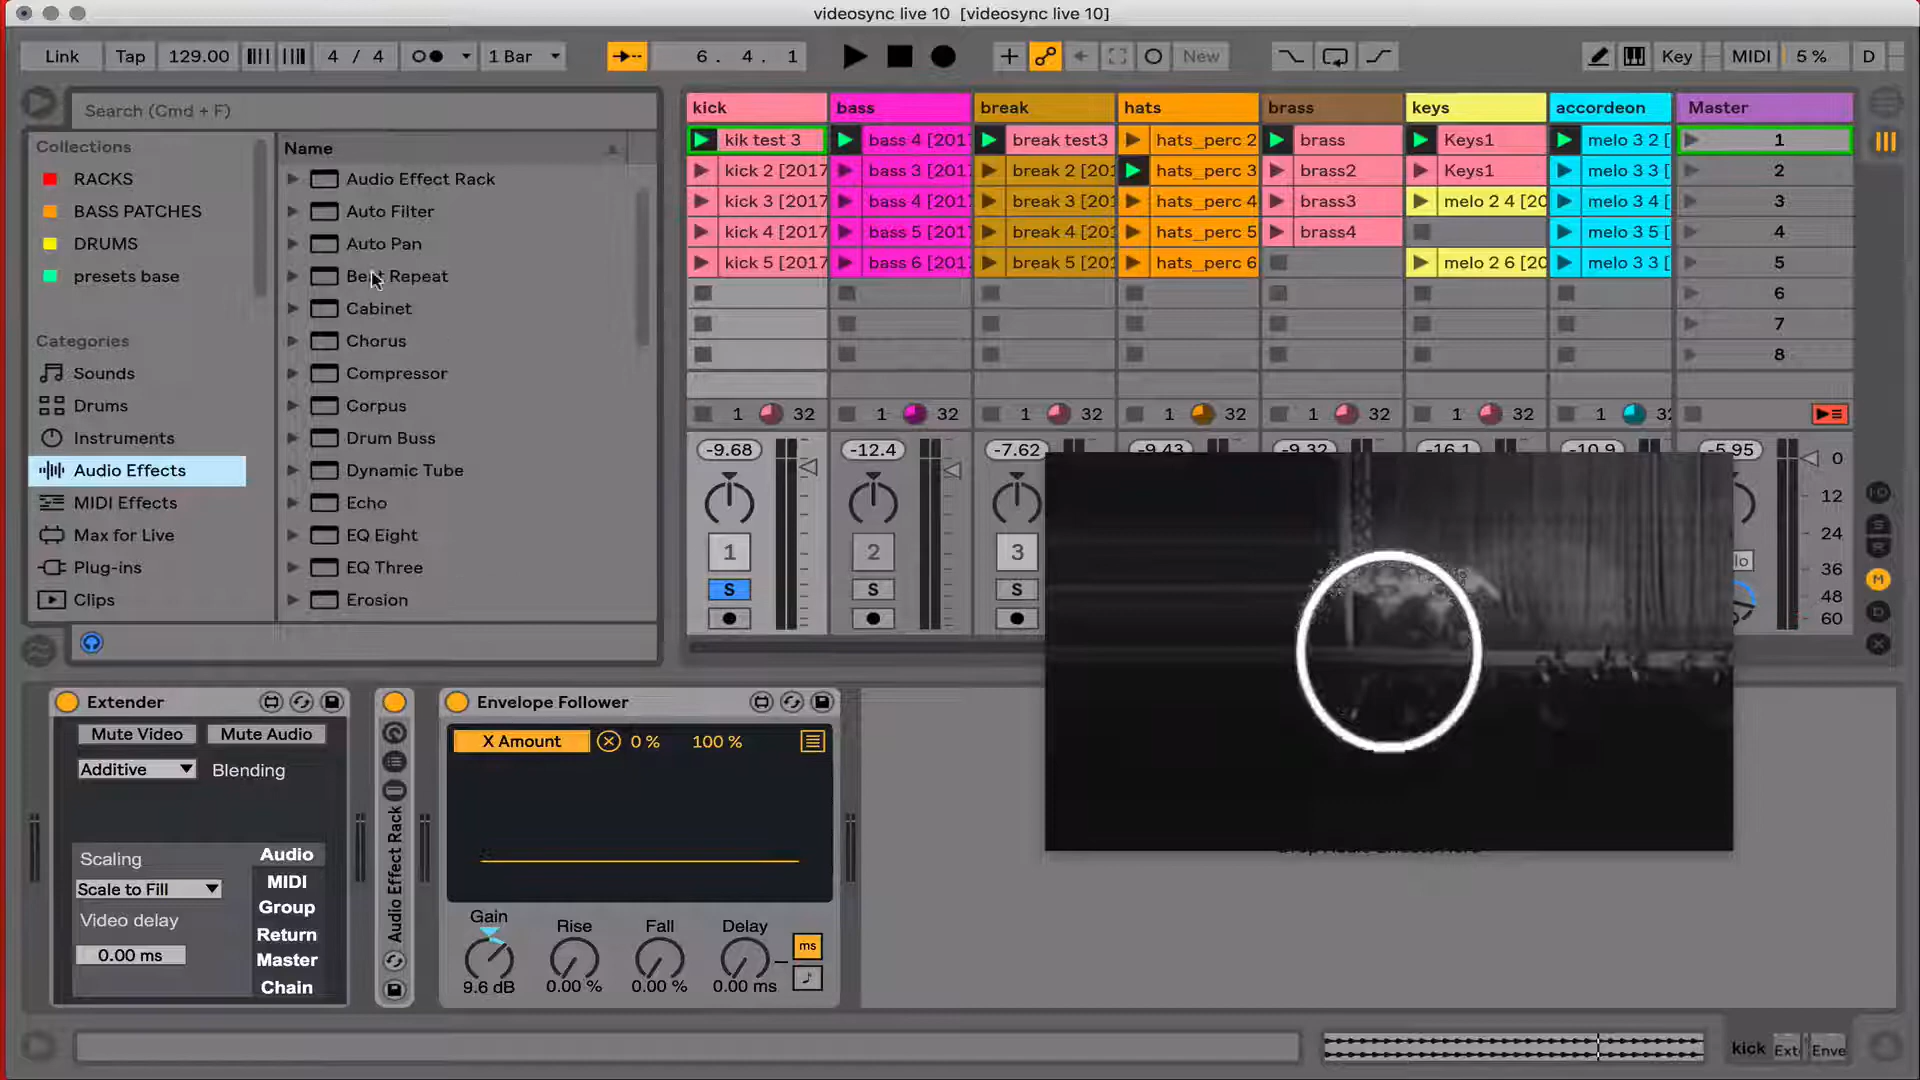 videosync live 10  [videosync live 10]
Link Tap 129.00 4 / 4 1 Bar 6. 4. 1 New Key MIDI 5 % D
Search (Cmd + F)
Collections
RACKS
BASS PATCHES
DRUMS
presets base
Categories
Sounds
Drums
Instruments
Audio Effects
MIDI Effects
Max for Live
Plug-ins
Clips
Name
Audio Effect Rack
Auto Filter
Auto Pan
Beat Repeat
Cabinet
Chorus
Compressor
Corpus
Drum Buss
Dynamic Tube
Echo
EQ Eight
EQ Three
Erosion
kick bass break hats brass keys accordeon Master
kik test 3 bass 4 [201 break test3 hats_perc 2 brass Keys1 melo 3 2 [ 1
kick 2 [2017 bass 3 [201 break 2 [201 hats_perc 3 brass2 Keys1 melo 3 3 [ 2
kick 3 [2017 bass 4 [201 break 3 [201 hats_perc 4 brass3 melo 2 4 [20 melo 3 4 [ 3
kick 4 [2017 bass 5 [201 break 4 [201 hats_perc 5 brass4 melo 3 5 [ 4
kick 5 [2017 bass 6 [201 break 5 [201 hats_perc 6 melo 2 6 [20 melo 3 3 [ 5
6
7
8
1 32 1 32 1 32 1 32 1 32 1 32 1 32
-9.68 -12.4 -7.62 -9.43 -9.32 -16.1 -10.9 -5.95 0
12
24
36
48
60
1 2 3
S S S lo
S
R
M
D
X
Extender
Mute Video Mute Audio
Additive Blending
Scaling
Scale to Fill
Video delay
0.00 ms
Audio
MIDI
Group
Return
Master
Chain
Audio Effect Rack
Envelope Follower
X Amount 0 % 100 %
Gain Rise Fall Delay ms
9.6 dB 0.00 % 0.00 % 0.00 ms
kick Ext Enve